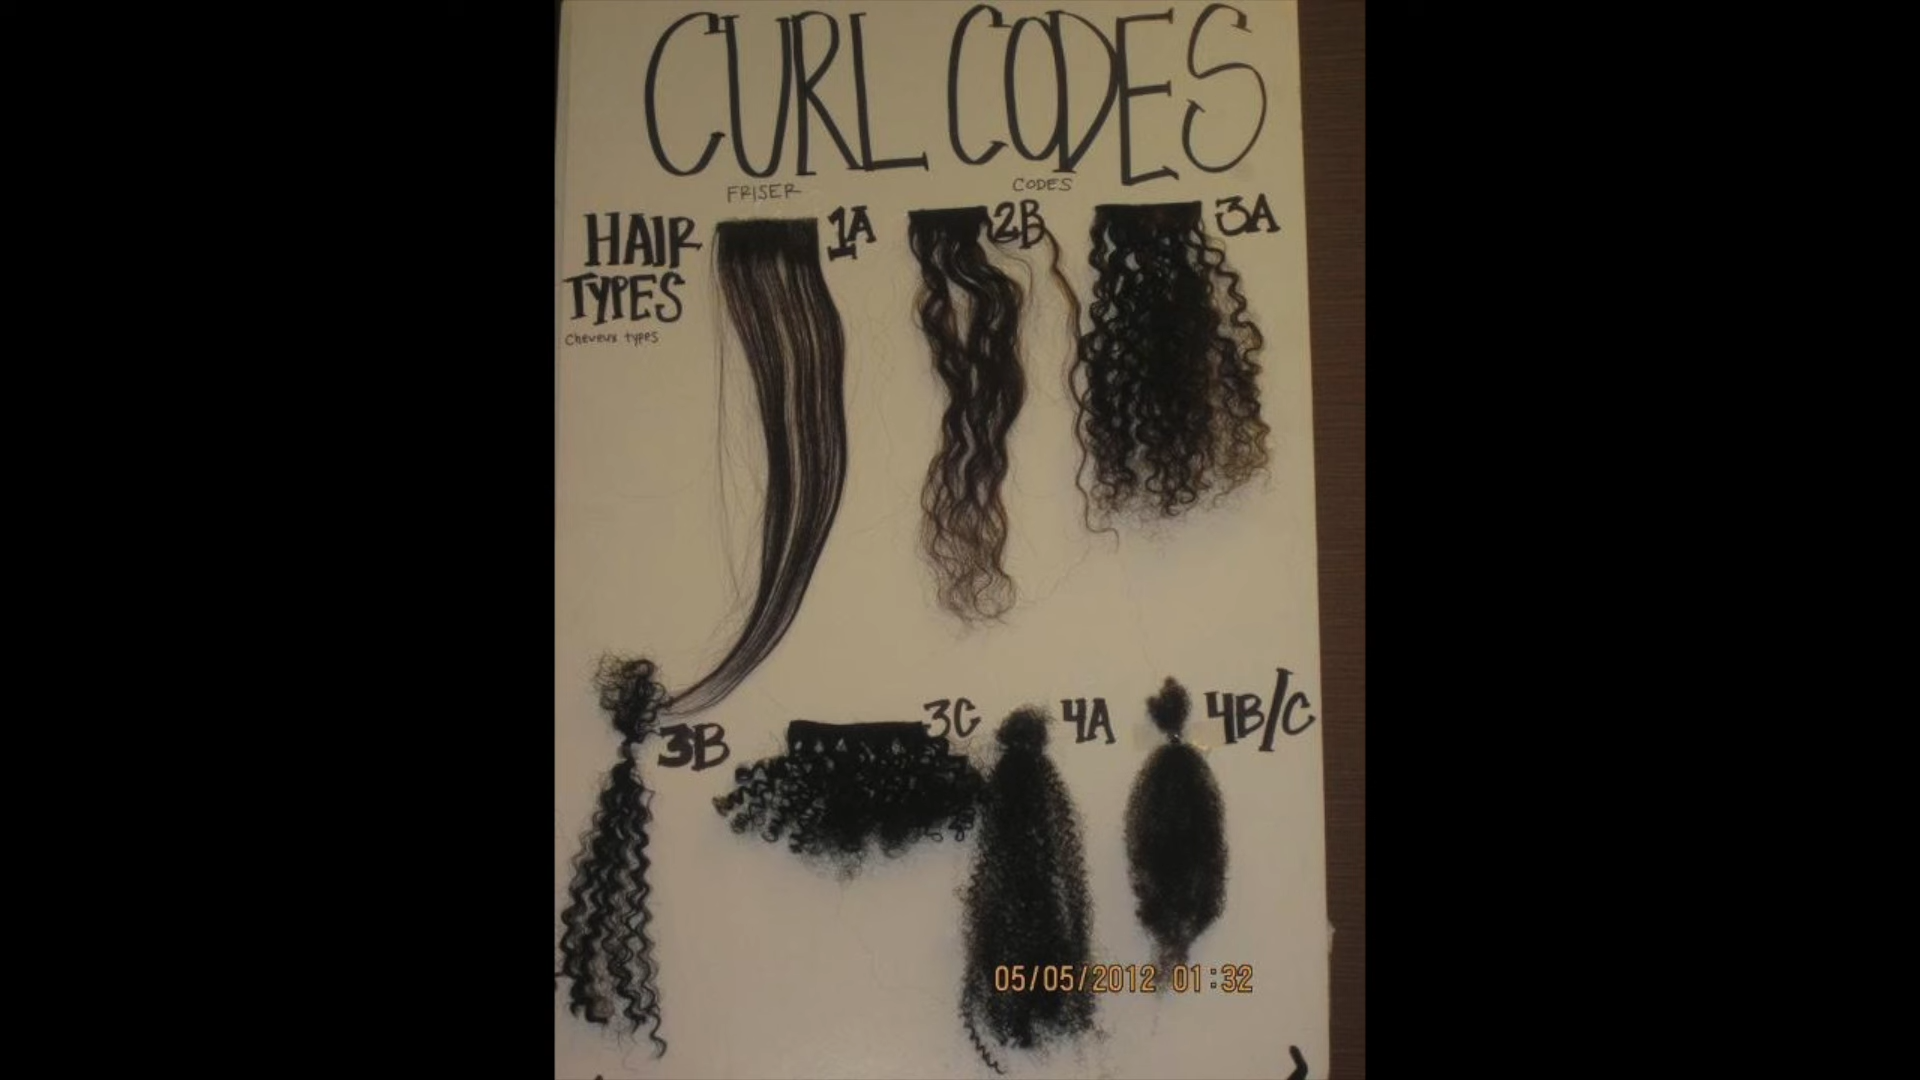 CURL CODES
FRISER CODES
HAIR TYPES
Cheveux types
1A
2B
3A
3B
3C
4A
4B/C
05/05/2012 01:32